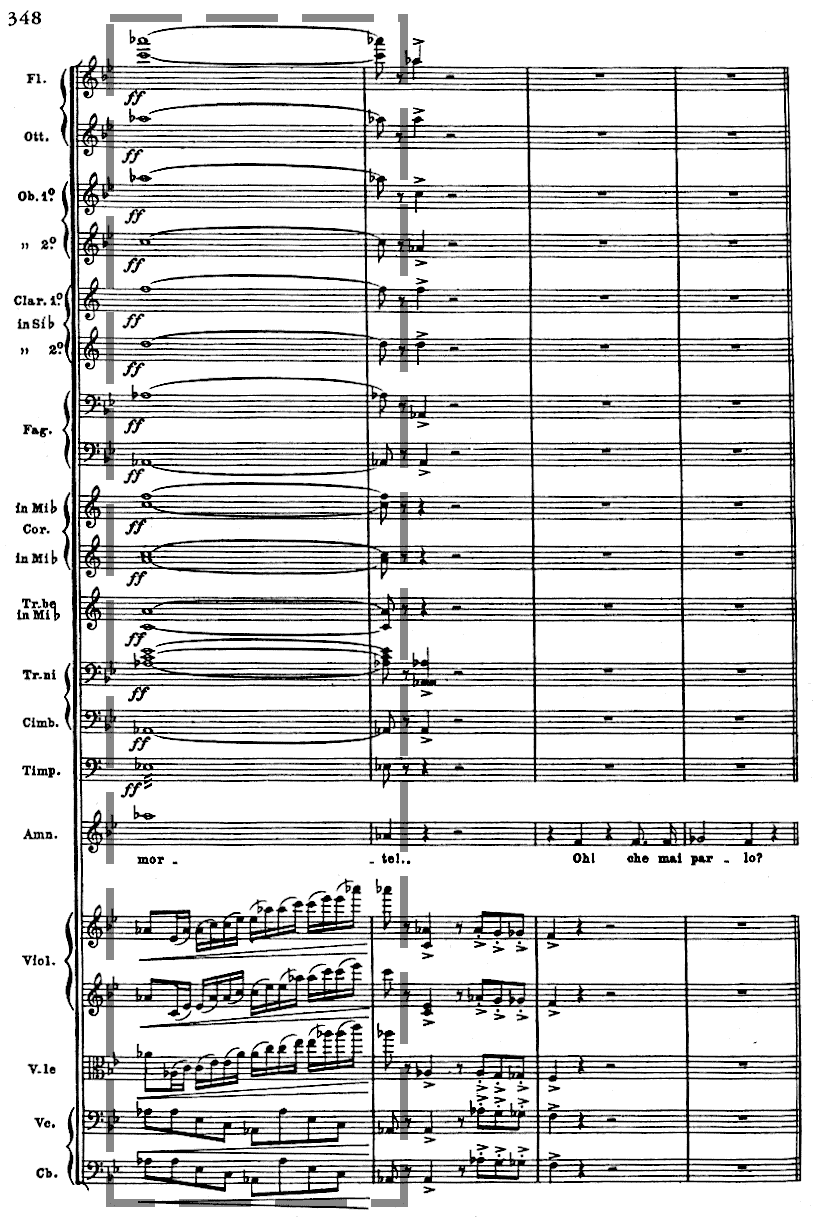 348
Fl.
ff
Ott.
ff
Ob. 1º
ff
„ 2º
ff
Clar. 1º
in Si♭
ff
„ 2º
ff
Fag.
ff
ff
in Mi♭
Cor.
ff
in Mi♭
ff
Tr.be
in Mi♭
ff
Tr.ni
ff
Cimb.
ff
Timp.
ff
Amn.
mor - - tel.. Oh! che mai par - lo?
Viol.
V.le
Vc.
Cb.